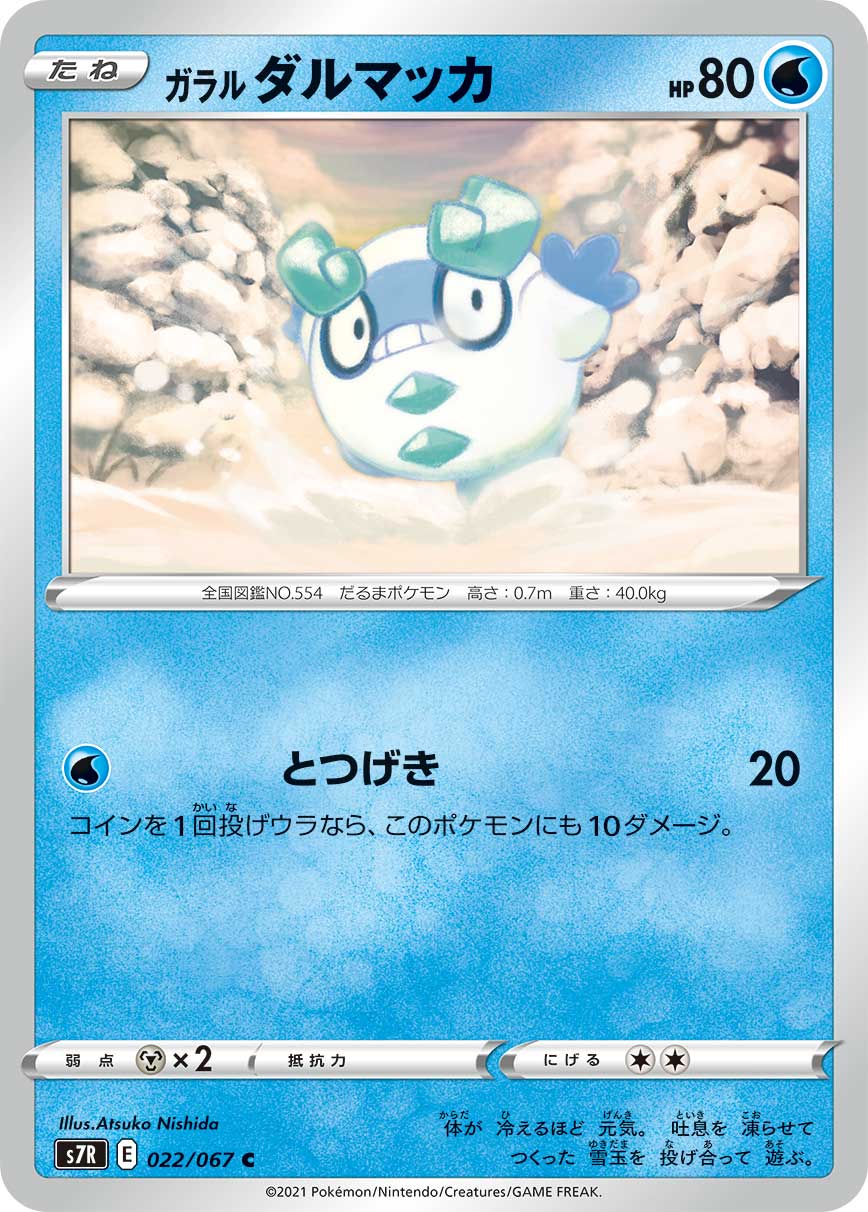 たね ガラル ダルマッカ HP80
全国図鑑NO.554 だるまポケモン 高さ：0.7m 重さ：40.0kg
とつげき 20
コインを1回投げウラなら、このポケモンにも10ダメージ。
弱点 ×2 抵抗力 にげる
Illus.Atsuko Nishida
体が 冷えるほど 元気。 吐息を 凍らせて
つくった 雪玉を 投げ合って 遊ぶ。
s7R E 022/067 C
©2021 Pokémon/Nintendo/Creatures/GAME FREAK.